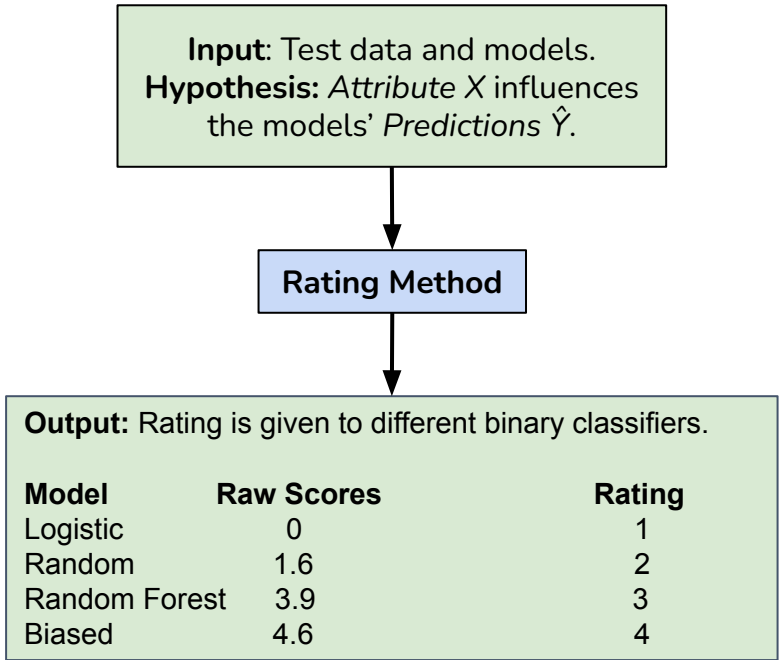 Input: Test data and models.
Hypothesis: Attribute X influences
the models' Predictions Ŷ.
Rating Method
Output: Rating is given to different binary classifiers.
Model Raw Scores Rating
Logistic 0 1
Random 1.6 2
Random Forest 3.9 3
Biased 4.6 4